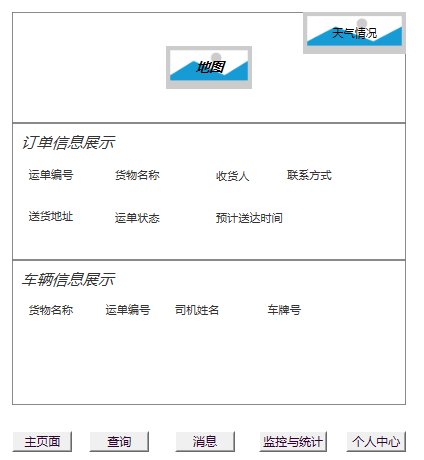 天气情况
地图
订单信息展示
运单编号 货物名称 收货人 联系方式
送货地址 运单状态 预计送达时间
车辆信息展示
货物名称 运单编号 司机姓名 车牌号
主页面 查询 消息 监控与统计 个人中心